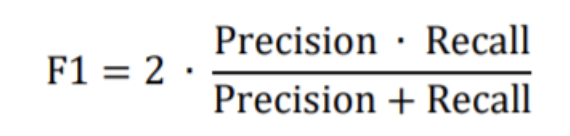 Precision · Recall
F1 = 2 ·
Precision + Recall